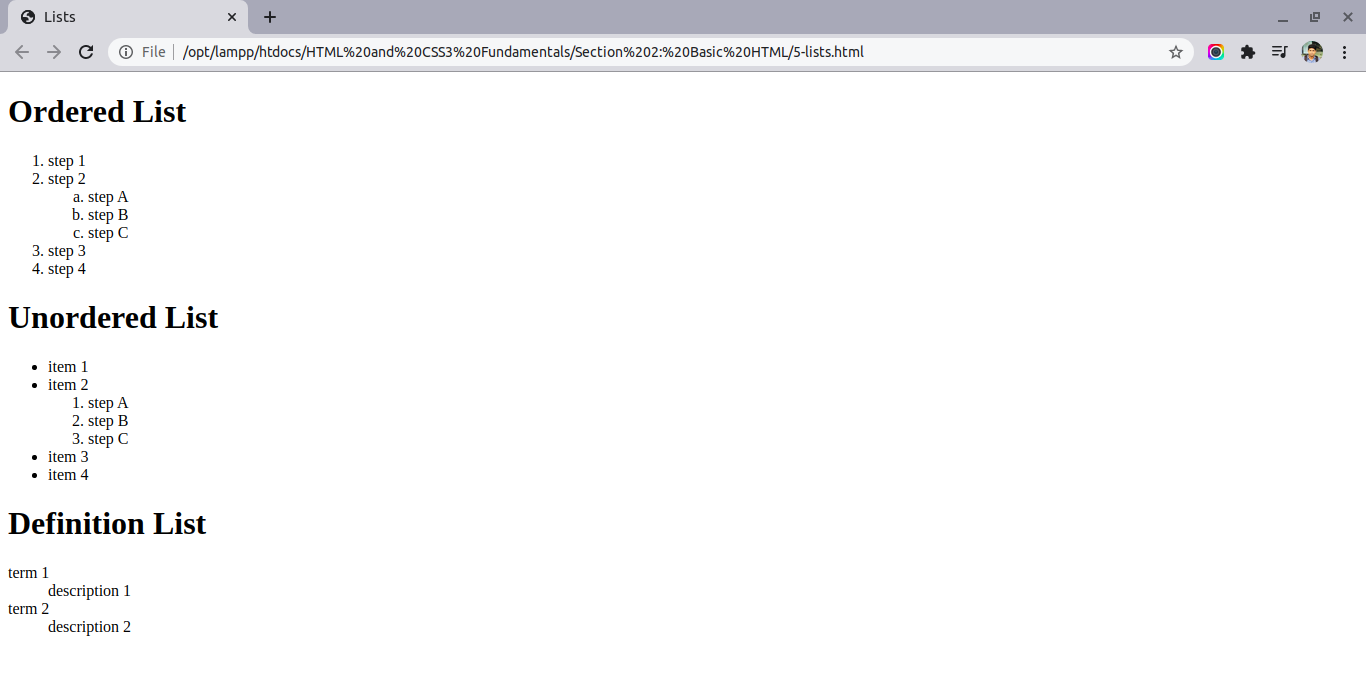 Lists
File /opt/lampp/htdocs/HTML%20and%20CSS3%20Fundamentals/Section%202:%20Basic%20HTML/5-lists.html
Ordered List
1. step 1
2. step 2
a. step A
b. step B
c. step C
3. step 3
4. step 4
Unordered List
• item 1
• item 2
1. step A
2. step B
3. step C
• item 3
• item 4
Definition List
term 1
description 1
term 2
description 2